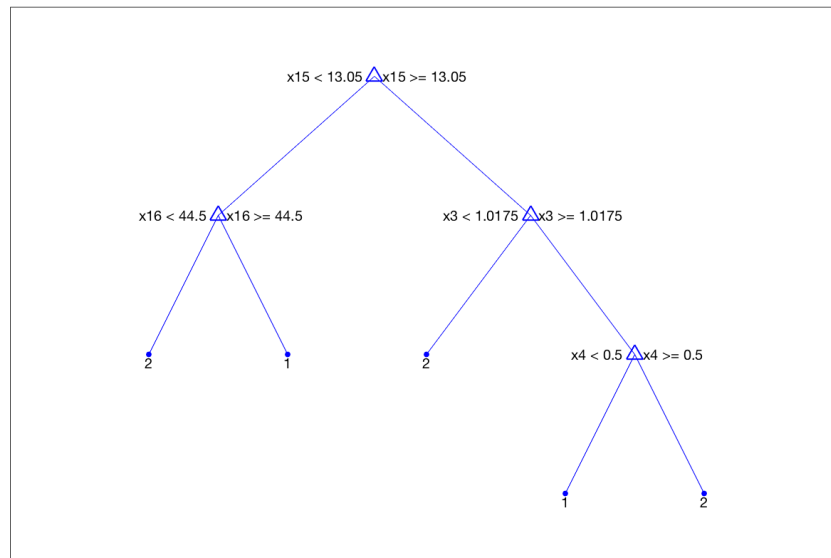 x15 < 13.05 x15 >= 13.05
x16 < 44.5 x16 >= 44.5 x3 < 1.0175 x3 >= 1.0175
2 1 2 x4 < 0.5 x4 >= 0.5
1 2